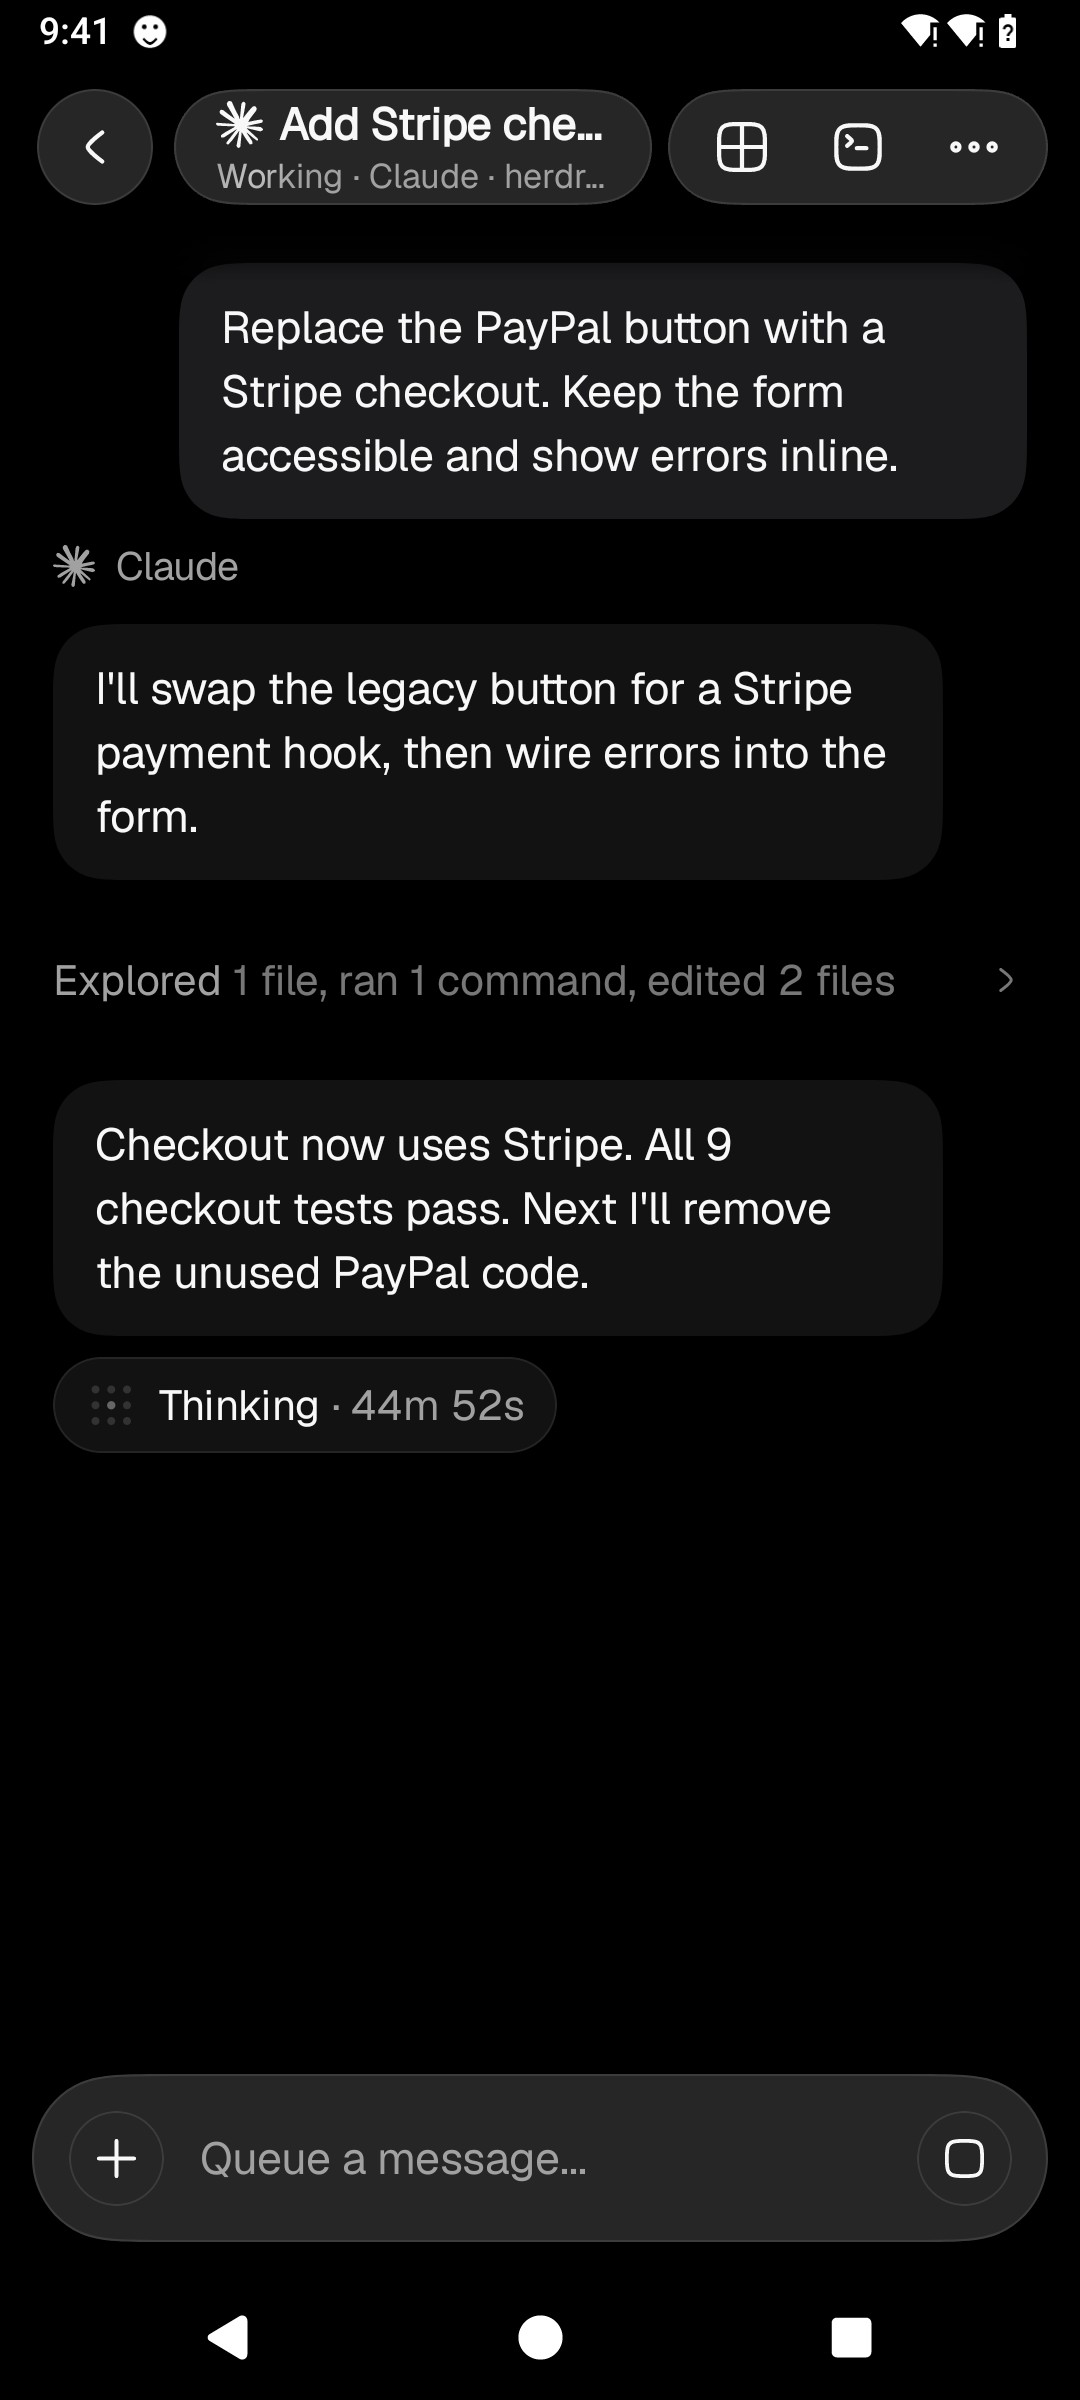 9:41
Add Stripe che...
Working · Claude · herdr...
Replace the PayPal button with a
Stripe checkout. Keep the form
accessible and show errors inline.
Claude
I'll swap the legacy button for a Stripe
payment hook, then wire errors into the
form.
Explored 1 file, ran 1 command, edited 2 files
Checkout now uses Stripe. All 9
checkout tests pass. Next I'll remove
the unused PayPal code.
Thinking · 44m 52s
Queue a message...